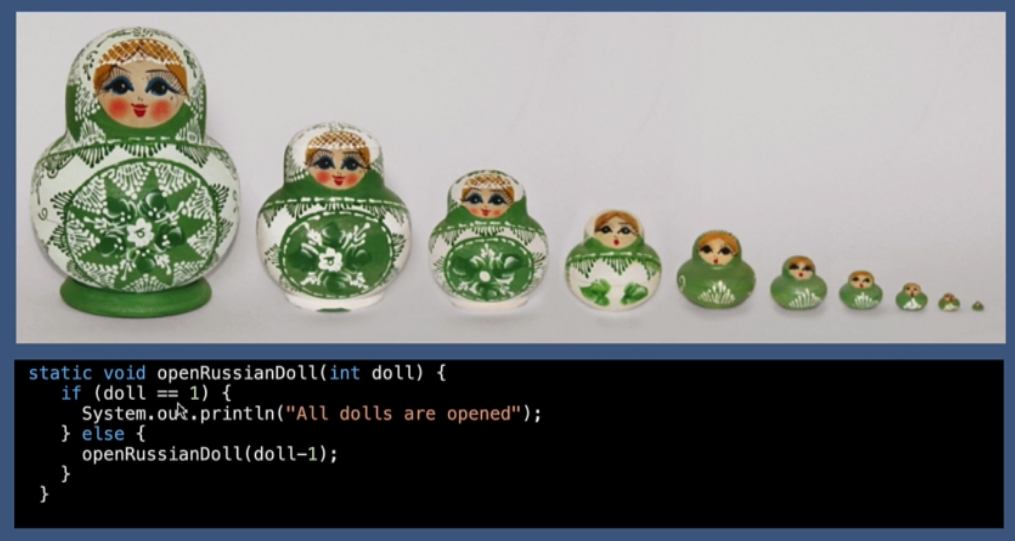 static void openRussianDoll(int doll) {
if (doll == 1) {
System.out.println("All dolls are opened");
} else {
openRussianDoll(doll-1);
}
}